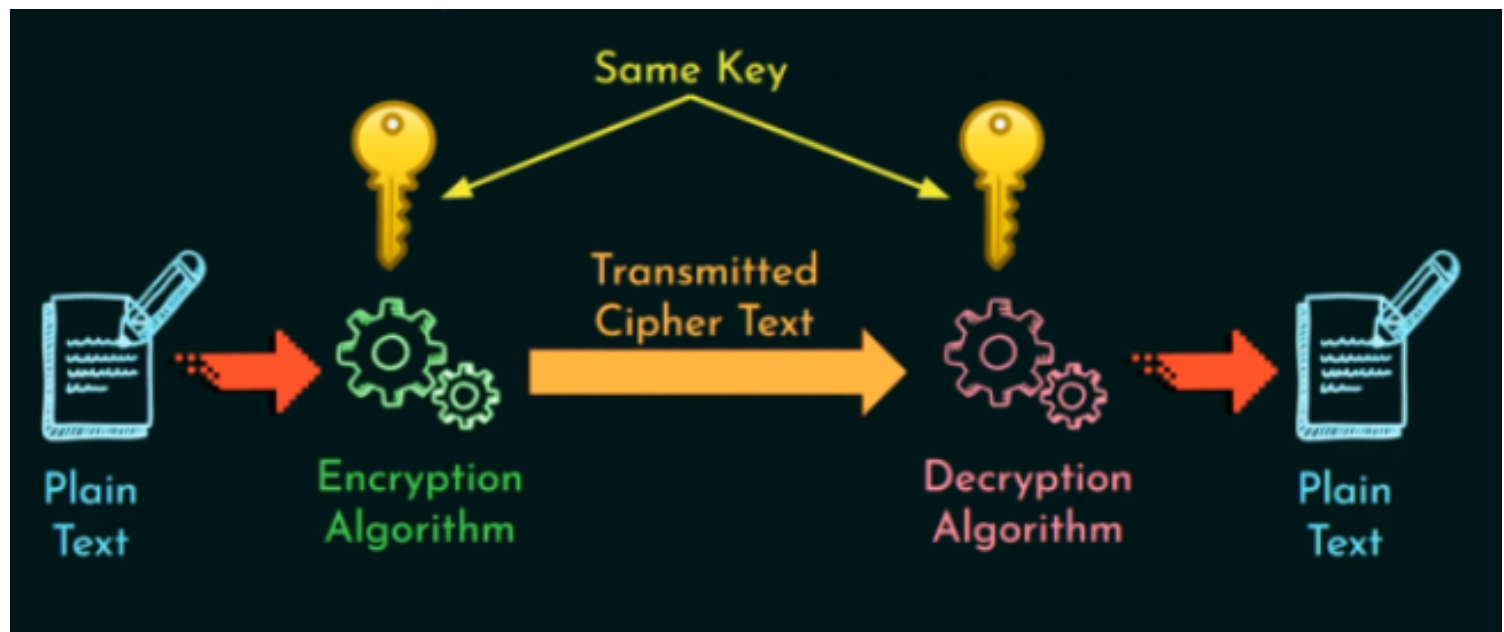 Same Key
Transmitted
Cipher Text
Plain
Text
Encryption
Algorithm
Decryption
Algorithm
Plain
Text